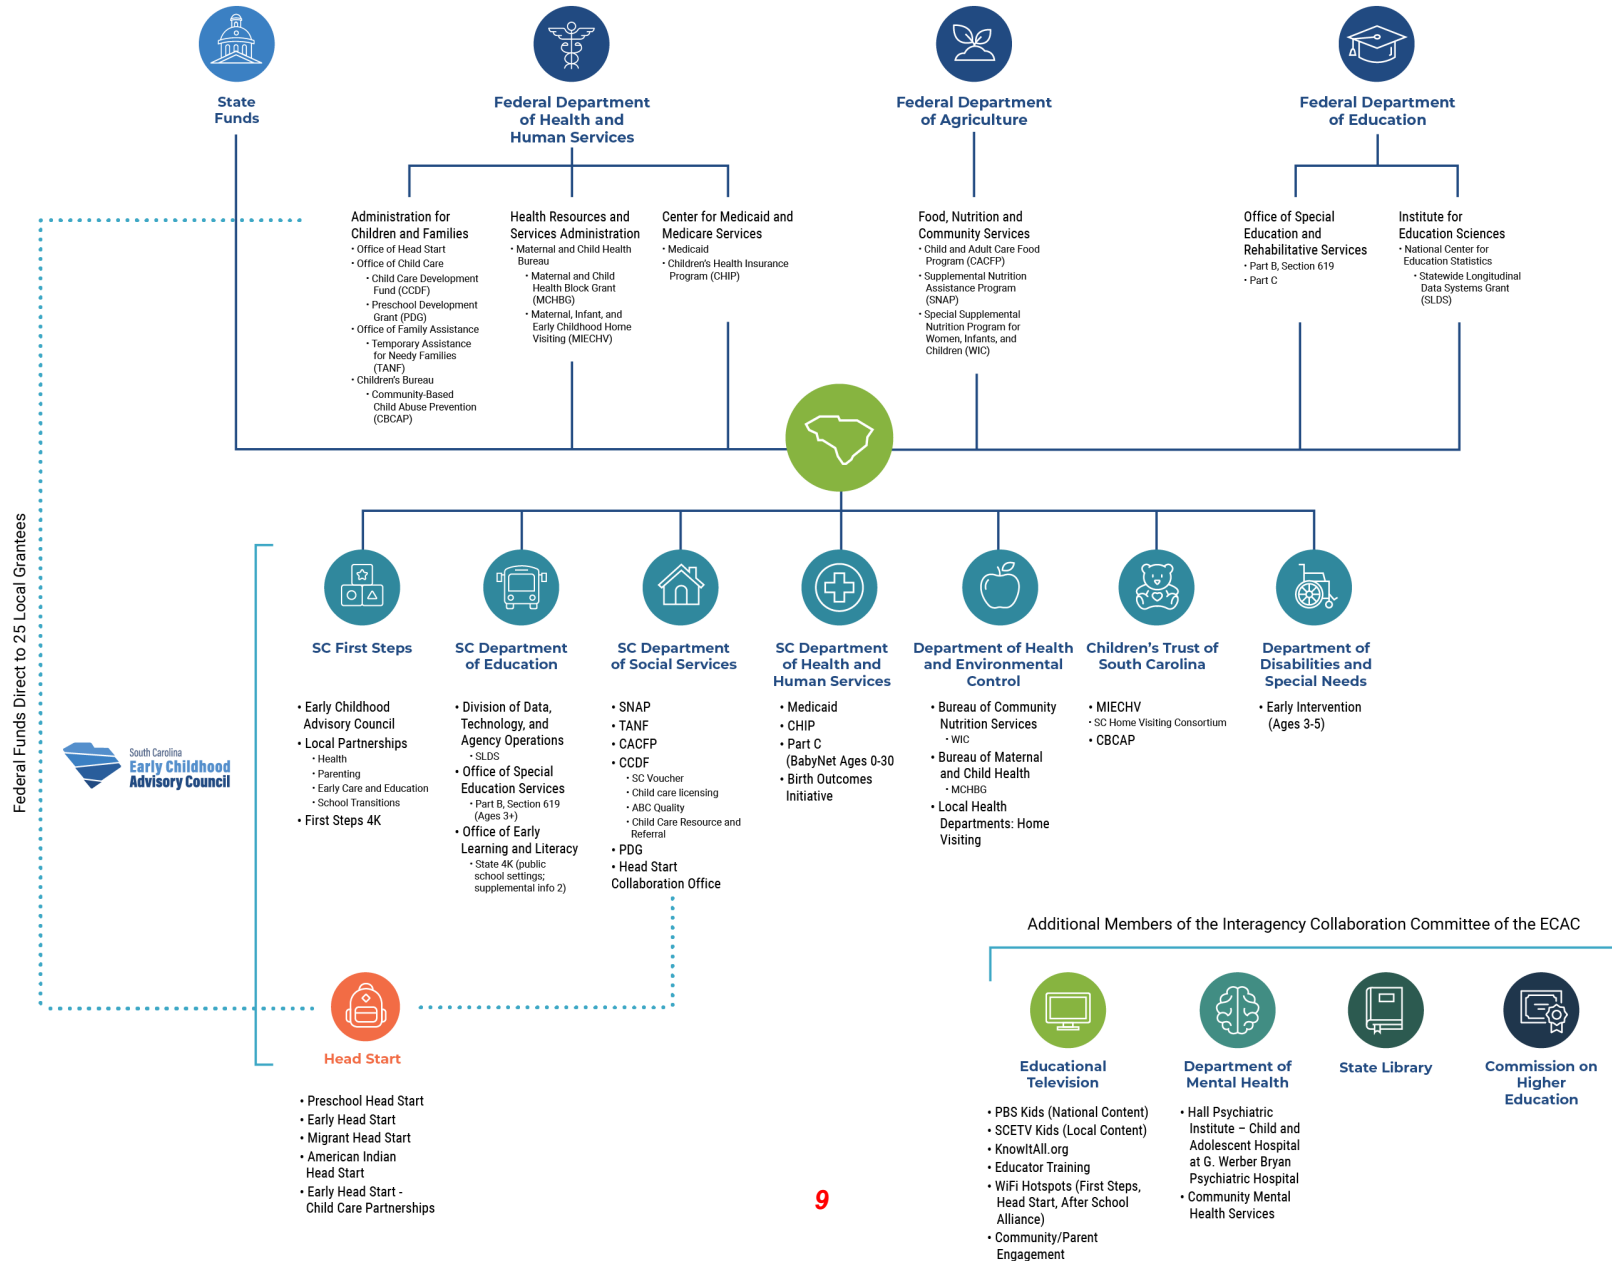 State
Funds
Federal Department
of Health and
Human Services
Federal Department
of Agriculture
Federal Department
of Education
Administration for
Children and Families
• Office of Head Start
• Office of Child Care
• Child Care Development
Fund (CCDF)
• Preschool Development
Grant (PDG)
• Office of Family Assistance
• Temporary Assistance
for Needy Families
(TANF)
• Children's Bureau
• Community-Based
Child Abuse Prevention
(CBCAP)
Health Resources and
Services Administration
• Maternal and Child Health
Bureau
• Maternal and Child
Health Block Grant
(MCHBG)
• Maternal, Infant, and
Early Childhood Home
Visiting (MIECHV)
Center for Medicaid and
Medicare Services
• Medicaid
• Children's Health Insurance
Program (CHIP)
Food, Nutrition and
Community Services
• Child and Adult Care Food
Program (CACFP)
• Supplemental Nutrition
Assistance Program
(SNAP)
• Special Supplemental
Nutrition Program for
Women, Infants, and
Children (WIC)
Office of Special
Education and
Rehabilitative Services
• Part B, Section 619
• Part C
Institute for
Education Sciences
• National Center for
Education Statistics
• Statewide Longitudinal
Data Systems Grant
(SLDS)
Federal Funds Direct to 25 Local Grantees
South Carolina
Early Childhood
Advisory Council
SC First Steps
• Early Childhood
Advisory Council
• Local Partnerships
• Health
• Parenting
• Early Care and Education
• School Transitions
• First Steps 4K
SC Department
of Education
• Division of Data,
Technology, and
Agency Operations
• SLDS
• Office of Special
Education Services
• Part B, Section 619
(Ages 3+)
• Office of Early
Learning and Literacy
• State 4K (public
school settings;
supplemental info 2)
SC Department
of Social Services
• SNAP
• TANF
• CACFP
• CCDF
• SC Voucher
• Child care licensing
• ABC Quality
• Child Care Resource and
Referral
• PDG
• Head Start
Collaboration Office
SC Department
of Health and
Human Services
• Medicaid
• CHIP
• Part C
(BabyNet Ages 0-30
• Birth Outcomes
Initiative
Department of Health
and Environmental
Control
• Bureau of Community
Nutrition Services
• WIC
• Bureau of Maternal
and Child Health
• MCHBG
• Local Health
Departments: Home
Visiting
Children's Trust of
South Carolina
• MIECHV
• SC Home Visiting Consortium
• CBCAP
Department of
Disabilities and
Special Needs
• Early Intervention
(Ages 3-5)
Head Start
• Preschool Head Start
• Early Head Start
• Migrant Head Start
• American Indian
Head Start
• Early Head Start -
Child Care Partnerships
Additional Members of the Interagency Collaboration Committee of the ECAC
Educational
Television
• PBS Kids (National Content)
• SCETV Kids (Local Content)
• KnowItAll.org
• Educator Training
• WiFi Hotspots (First Steps,
Head Start, After School
Alliance)
• Community/Parent
Engagement
Department of
Mental Health
• Hall Psychiatric
Institute – Child and
Adolescent Hospital
at G. Werber Bryan
Psychiatric Hospital
• Community Mental
Health Services
State Library
Commission on
Higher
Education
9